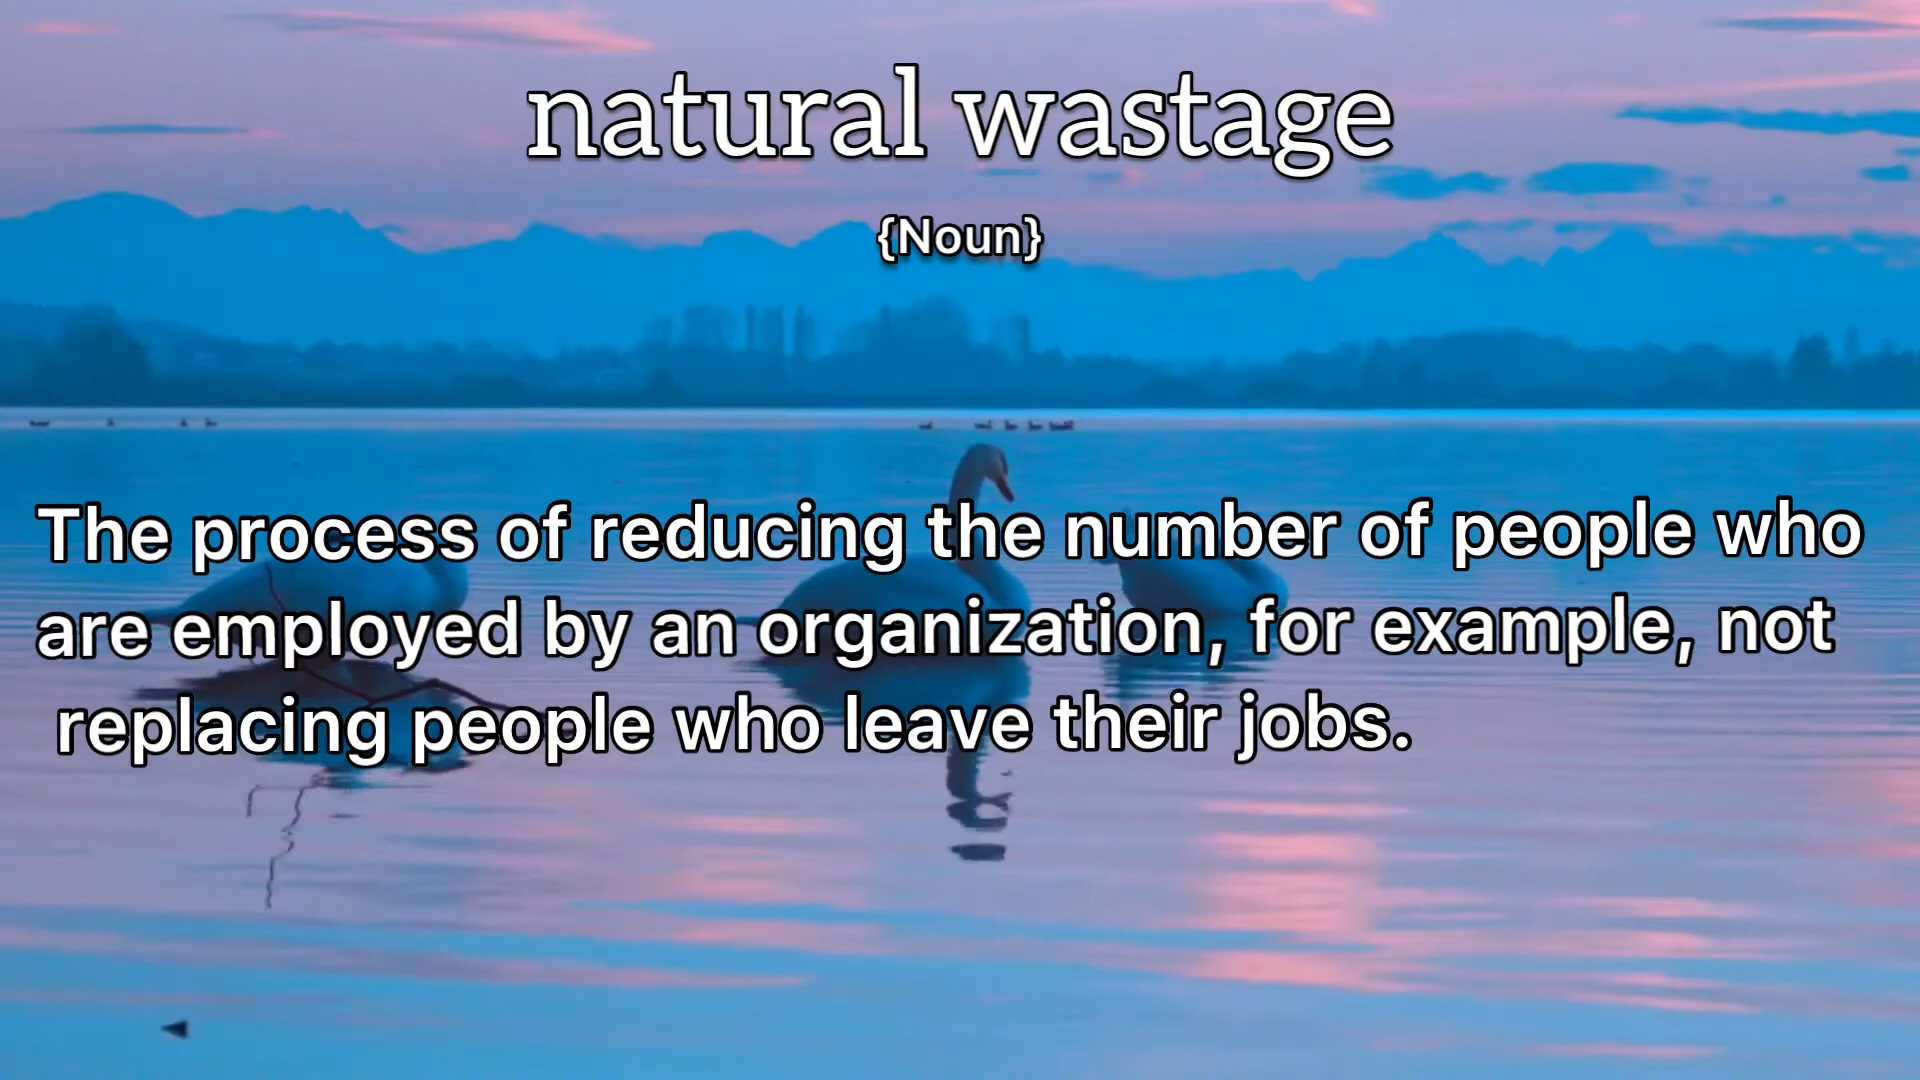 natural wastage
{Noun}
The process of reducing the number of people who
are employed by an organization, for example, not
replacing people who leave their jobs.